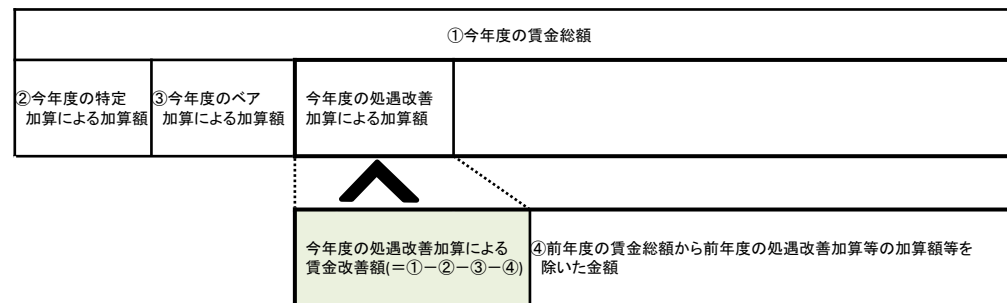 ①今年度の賃金総額
②今年度の特定
加算による加算額
③今年度のベア
加算による加算額
今年度の処遇改善
加算による加算額
今年度の処遇改善加算による
賃金改善額(＝①－②－③－④)
④前年度の賃金総額から前年度の処遇改善加算等の加算額等を
除いた金額